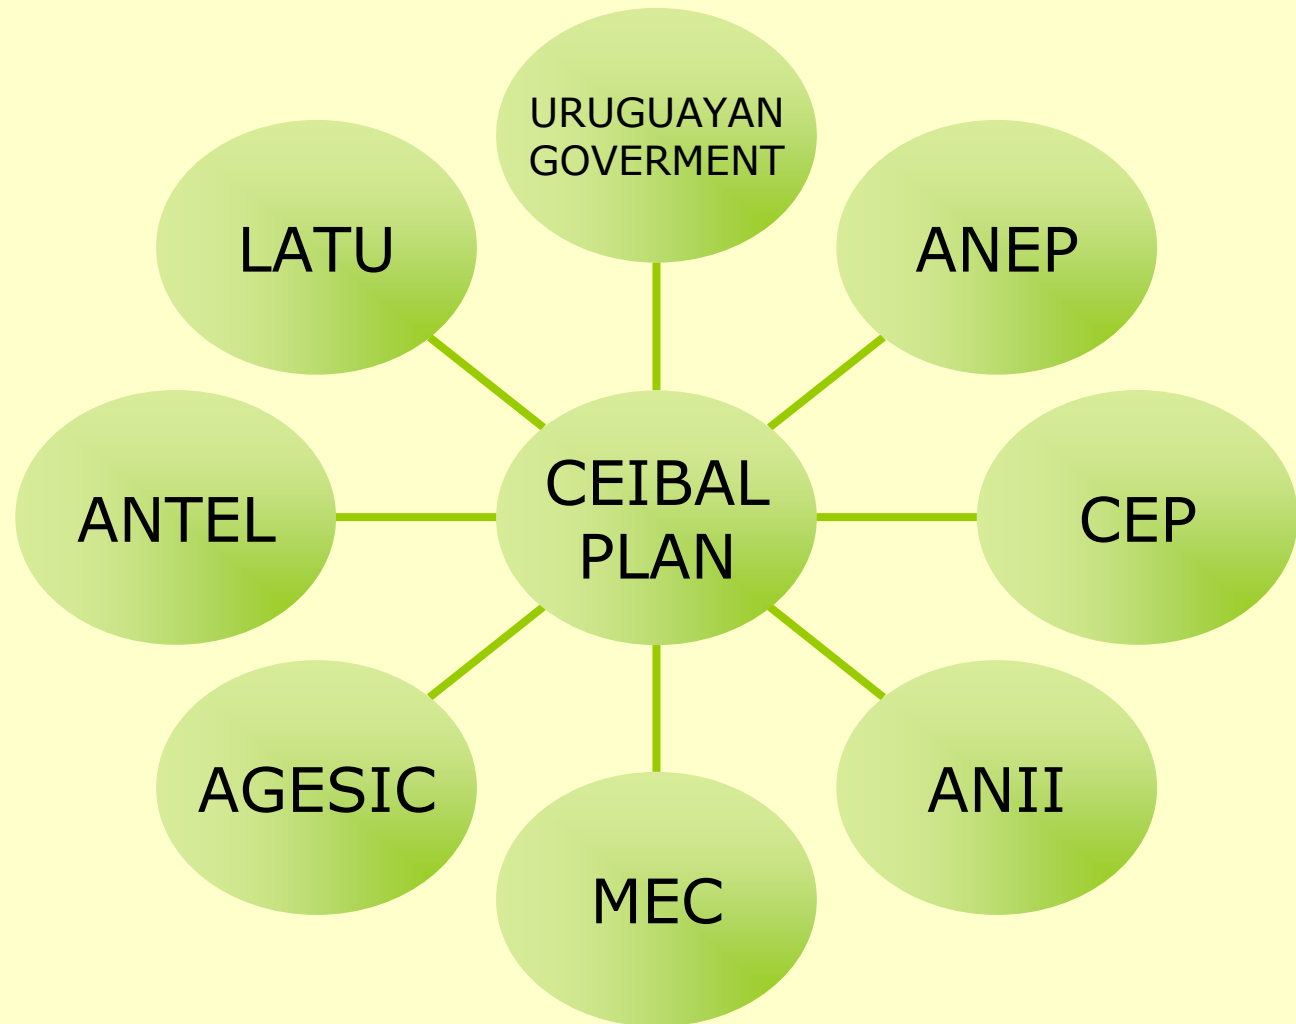 URUGUAYAN
GOVERMENT
LATU
ANEP
CEIBAL
PLAN
ANTEL
CEP
AGESIC
ANII
MEC